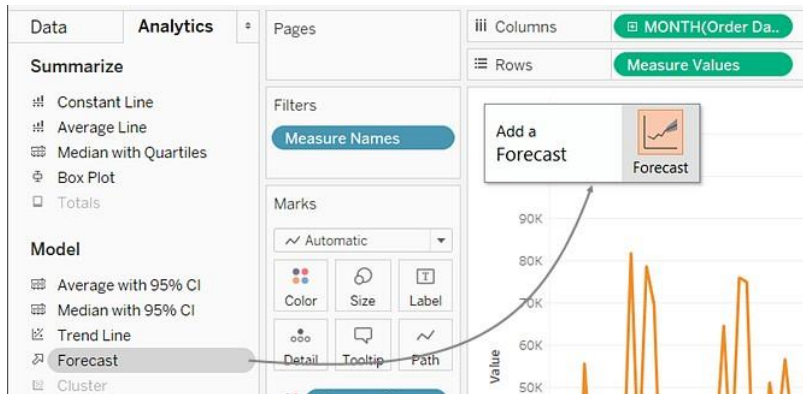 Data
Analytics
Summarize
Constant Line
Average Line
Median with Quartiles
Box Plot
Totals
Model
Average with 95% CI
Median with 95% CI
Trend Line
Forecast
Cluster
Pages
Filters
Measure Names
Marks
Automatic
Color
Size
T
Label
Detail
Tooltip
Path
iii Columns
MONTH(Order Da..
Rows
Measure Values
Add a
Forecast
Forecast
90K
80K
70K
60K
50K
Value